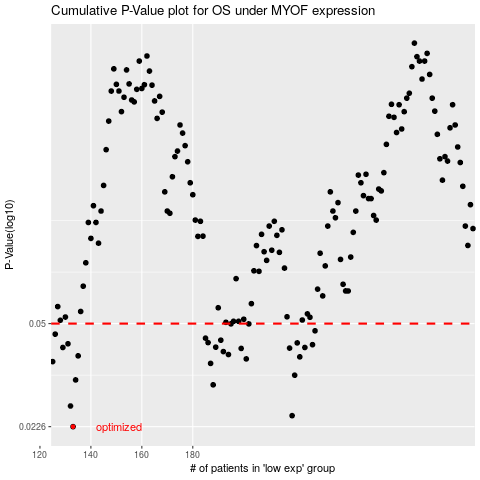 Cumulative P-Value plot for OS under MYOF expression
P-Value(log10)
0.05
0.0226
optimized
120 140 160 180
# of patients in 'low exp' group